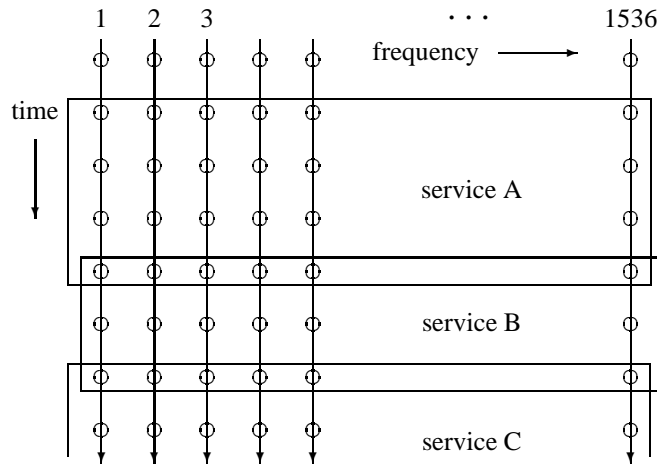 1 2 3 · · · 1536
frequency
time
service A
service B
service C